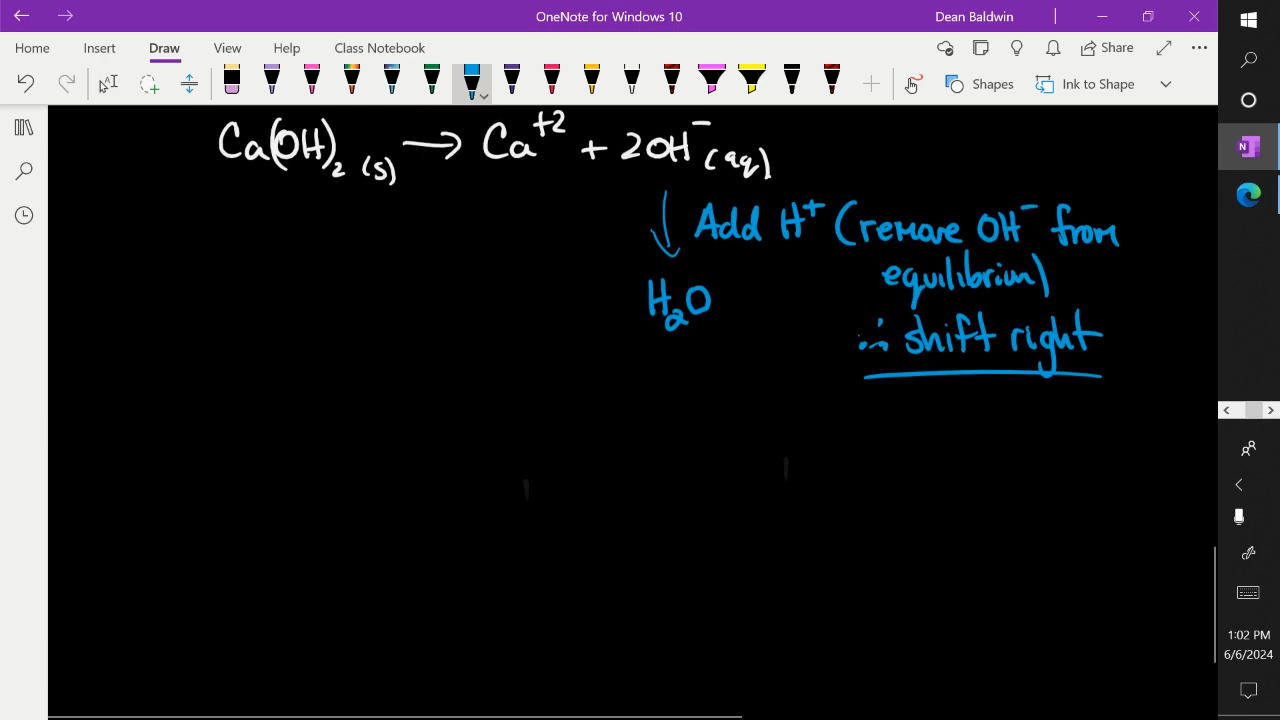 OneNote for Windows 10
Dean Baldwin
Home Insert Draw View Help Class Notebook
Share
Shapes
Ink to Shape
Ca(OH)₂ (s) → Ca⁺² + 2OH⁻ (aq)
↓ Add H⁺ (remove OH⁻ from
equilibrium)
H₂O
∴ shift right
1:02 PM
6/6/2024